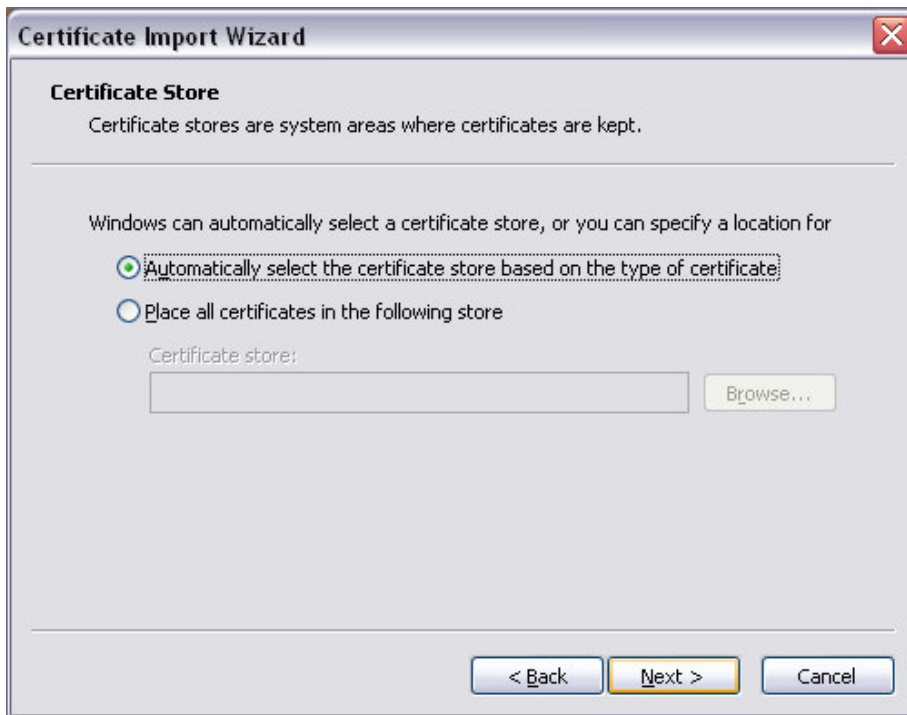 Certificate Import Wizard
Certificate Store
Certificate stores are system areas where certificates are kept.
Windows can automatically select a certificate store, or you can specify a location for
Automatically select the certificate store based on the type of certificate
Place all certificates in the following store
Certificate store:
Browse...
< Back
Next >
Cancel